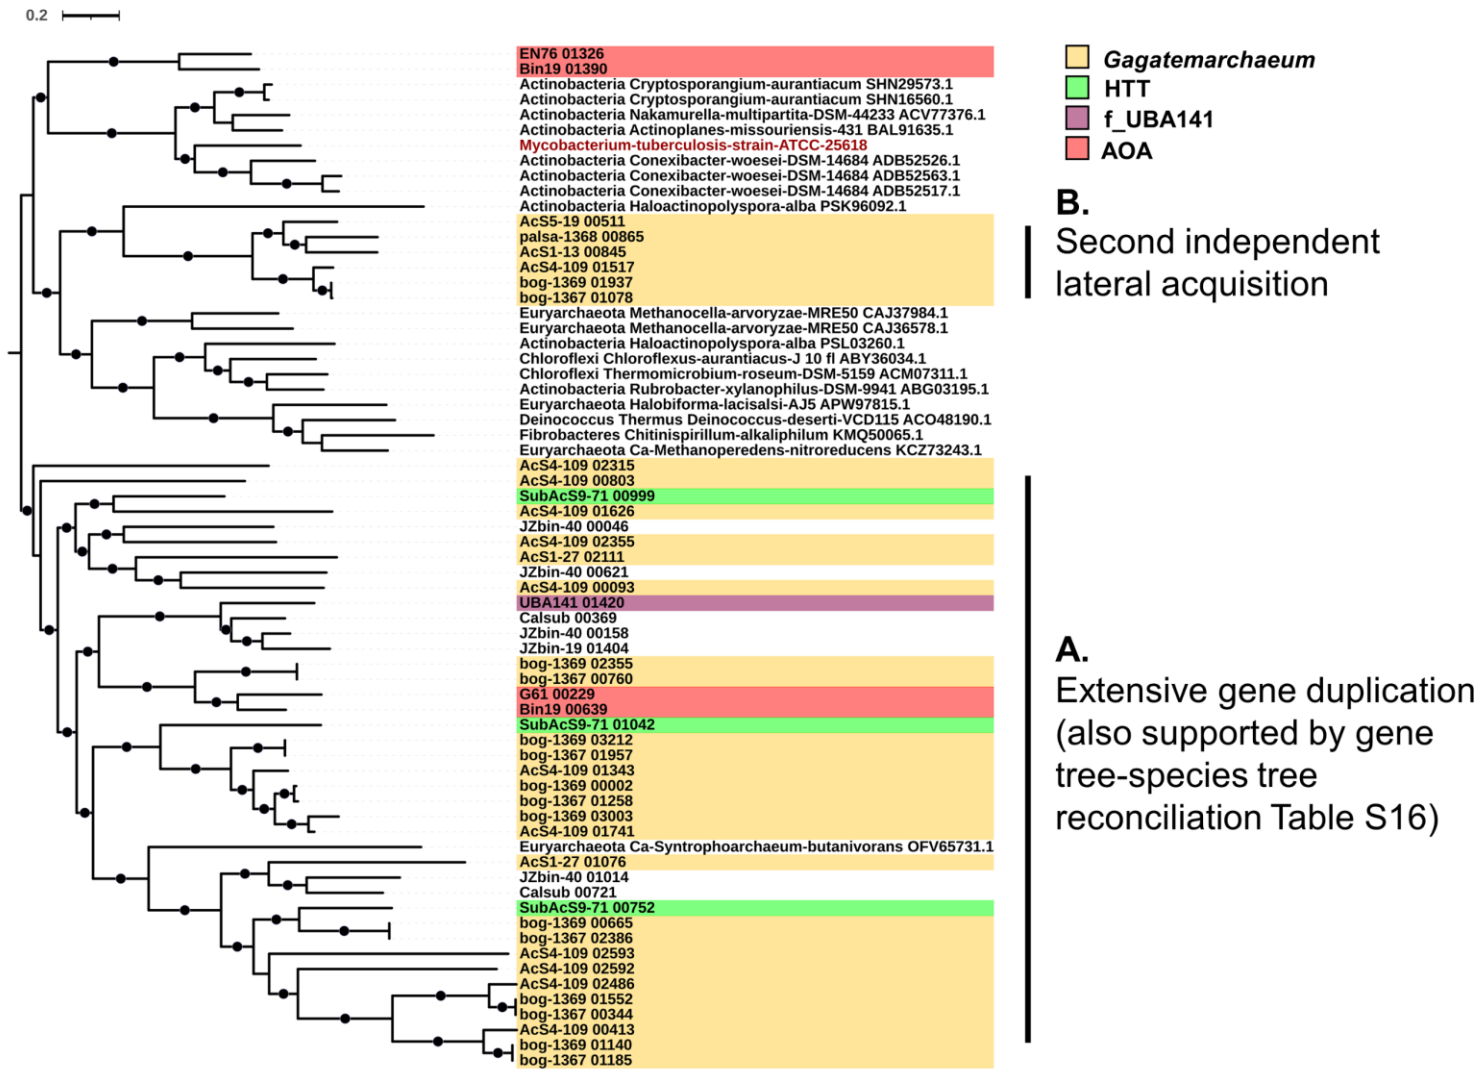 0.2
EN76 01326
Bin19 01390
Actinobacteria Cryptosporangium-aurantiacum SHN29573.1
Actinobacteria Cryptosporangium-aurantiacum SHN16560.1
Actinobacteria Nakamurella-multipartita-DSM-44233 ACV77376.1
Actinobacteria Actinoplanes-missouriensis-431 BAL91635.1
Mycobacterium-tuberculosis-strain-ATCC-25618
Actinobacteria Conexibacter-woesei-DSM-14684 ADB52526.1
Actinobacteria Conexibacter-woesei-DSM-14684 ADB52563.1
Actinobacteria Conexibacter-woesei-DSM-14684 ADB52517.1
Actinobacteria Haloactinopolyspora-alba PSK96092.1
AcS5-19 00511
palsa-1368 00865
AcS1-13 00845
AcS4-109 01517
bog-1369 01937
bog-1367 01078
Euryarchaeota Methanocella-arvoryzae-MRE50 CAJ37984.1
Euryarchaeota Methanocella-arvoryzae-MRE50 CAJ36578.1
Actinobacteria Haloactinopolyspora-alba PSL03260.1
Chloroflexi Chloroflexus-aurantiacus-J 10 fl ABY36034.1
Chloroflexi Thermomicrobium-roseum-DSM-5159 ACM07311.1
Actinobacteria Rubrobacter-xylanophilus-DSM-9941 ABG03195.1
Euryarchaeota Halobiforma-lacisalsi-AJ5 APW97815.1
Deinococcus Thermus Deinococcus-deserti-VCD115 ACO48190.1
Fibrobacteres Chitinispirillum-alkaliphilum KMQ50065.1
Euryarchaeota Ca-Methanoperedens-nitroreducens KCZ73243.1
AcS4-109 02315
AcS4-109 00803
SubAcS9-71 00999
AcS4-109 01626
JZbin-40 00046
AcS4-109 02355
AcS1-27 02111
JZbin-40 00621
AcS4-109 00093
UBA141 01420
Calsub 00369
JZbin-40 00158
JZbin-19 01404
bog-1369 02355
bog-1367 00760
G61 00229
Bin19 00639
SubAcS9-71 01042
bog-1369 03212
bog-1367 01957
AcS4-109 01343
bog-1369 00002
bog-1367 01258
bog-1369 03003
AcS4-109 01741
Euryarchaeota Ca-Syntrophoarchaeum-butanivorans OFV65731.1
AcS1-27 01076
JZbin-40 01014
Calsub 00721
SubAcS9-71 00752
bog-1369 00665
bog-1367 02386
AcS4-109 02593
AcS4-109 02592
AcS4-109 02486
bog-1369 01552
bog-1367 00344
AcS4-109 00413
bog-1369 01140
bog-1367 01185
Gagatemarchaeum
HTT
f_UBA141
AOA
B.
Second independent
lateral acquisition
A.
Extensive gene duplication
(also supported by gene
tree-species tree
reconciliation Table S16)